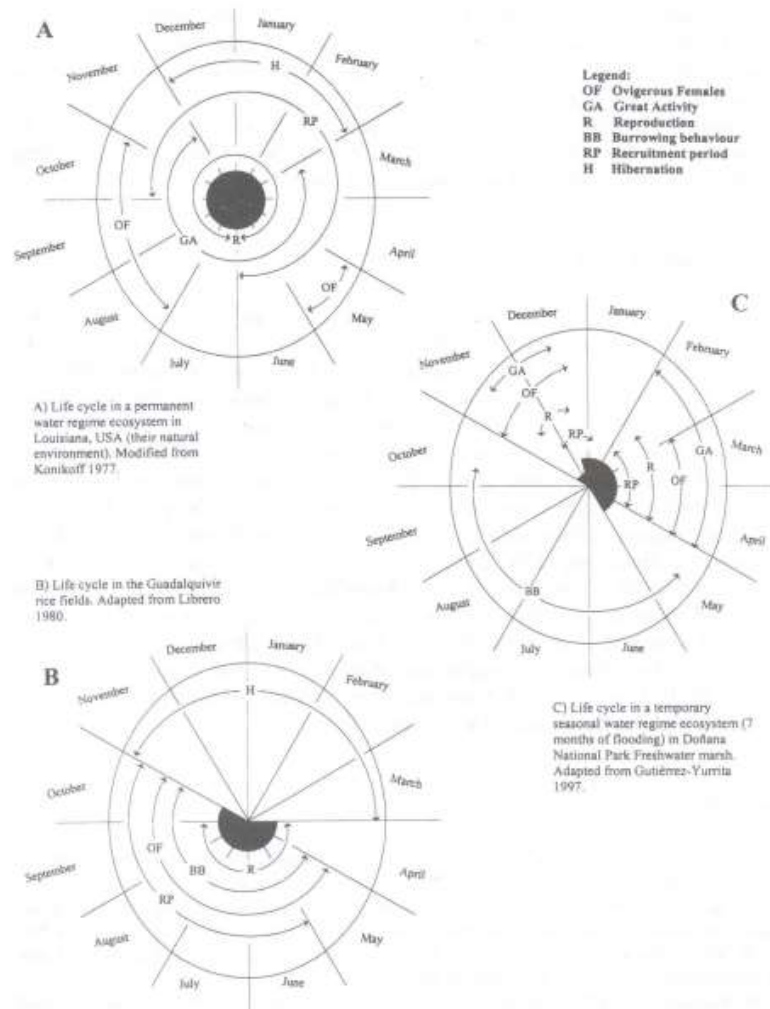 A
January
February
March
April
May
June
July
August
September
October
November
December
H
RP
OF
GA
R
OF
Legend:
OF Ovigerous Females
GA Great Activity
R Reproduction
BB Burrowing behaviour
RP Recruitment period
H Hibernation
A) Life cycle in a permanent
water regime ecosystem in
Louisiana, USA (their natural
environment). Modified from
Konikoff 1977.
C
January
February
March
April
May
June
July
August
September
October
November
December
GA
OF
R
RP
RP
R
OF
GA
BB
B) Life cycle in the Guadalquivir
rice fields. Adapted from Librero
1980.
B
January
February
March
April
May
June
July
August
September
October
November
December
H
OF
BB
R
RP
C) Life cycle in a temporary
seasonal water regime ecosystem (7
months of flooding) in Doñana
National Park Freshwater marsh.
Adapted from Gutiérrez-Yurrita
1997.